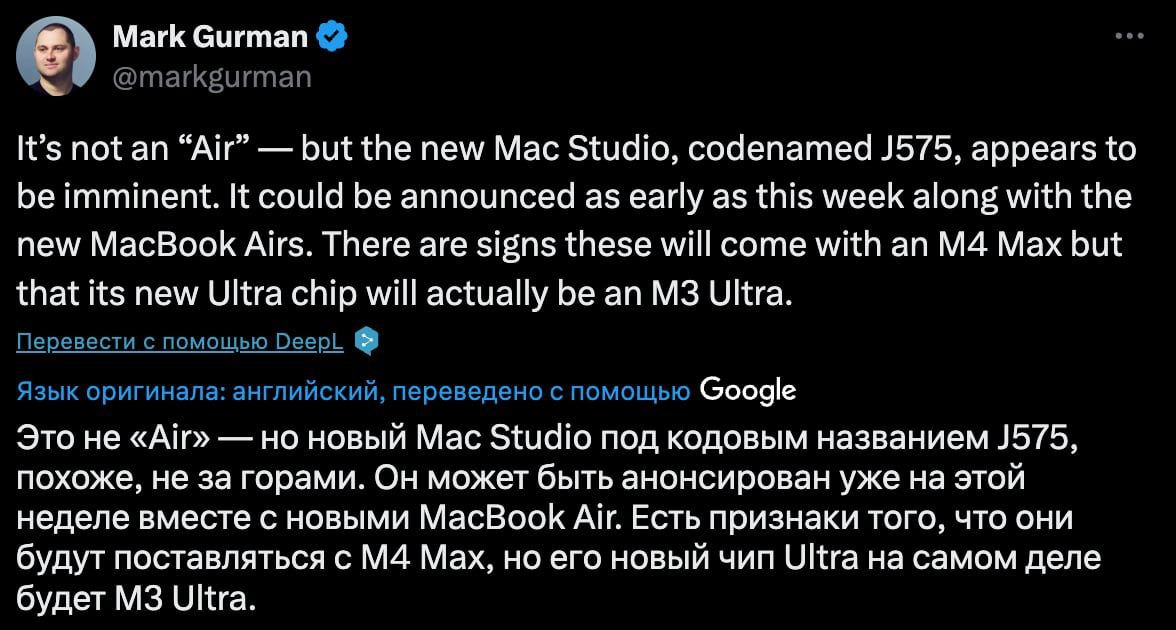 Mark Gurman
@markgurman
It’s not an “Air” — but the new Mac Studio, codenamed J575, appears to
be imminent. It could be announced as early as this week along with the
new MacBook Airs. There are signs these will come with an M4 Max but
that its new Ultra chip will actually be an M3 Ultra.
Перевести с помощью DeepL
Язык оригинала: английский, переведено с помощью Google
Это не «Air» — но новый Mac Studio под кодовым названием J575,
похоже, не за горами. Он может быть анонсирован уже на этой
неделе вместе с новыми MacBook Air. Есть признаки того, что они
будут поставляться с M4 Max, но его новый чип Ultra на самом деле
будет M3 Ultra.